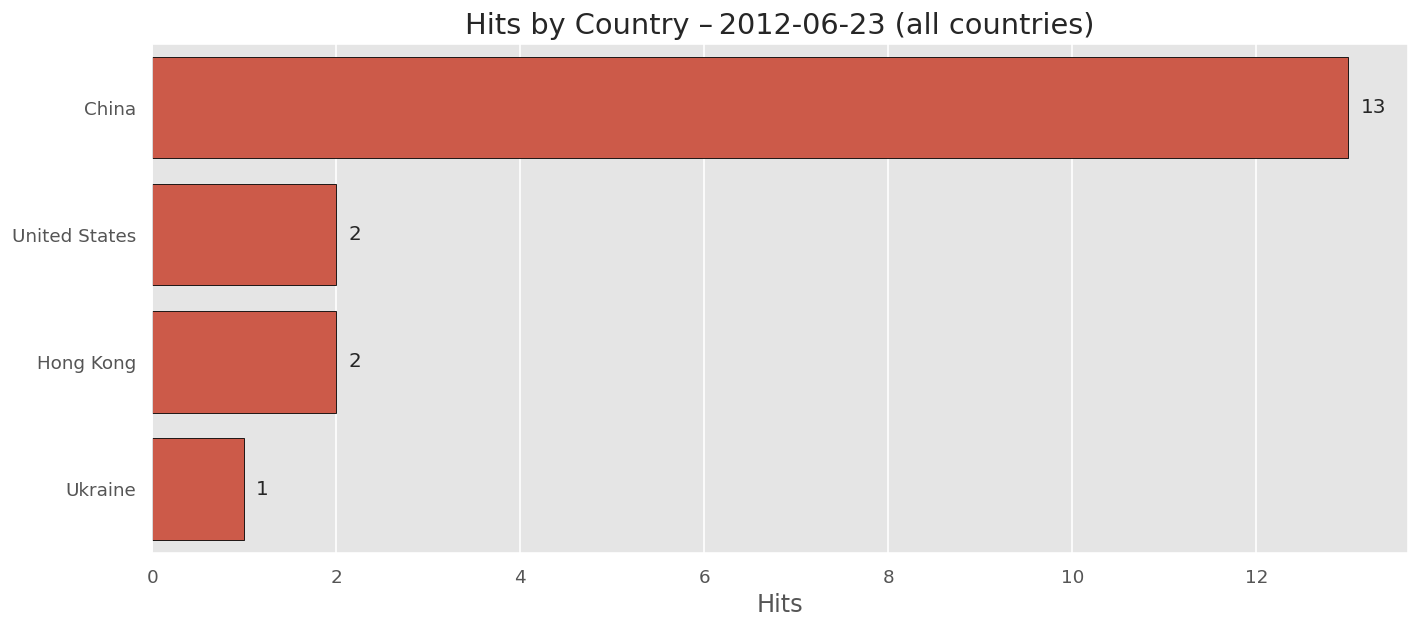 Hits by Country – 2012-06-23 (all countries)
China
13
United States
2
Hong Kong
2
Ukraine
1
0 2 4 6 8 10 12
Hits